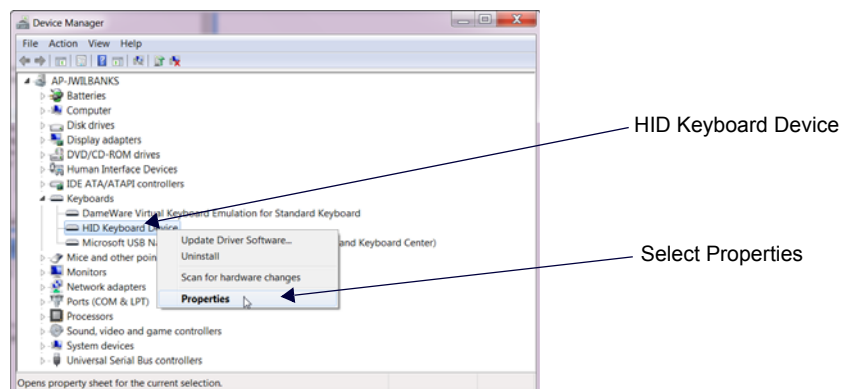 Device Manager
File Action View Help
AP-JWILBANKS
Batteries
Computer
Disk drives
Display adapters
DVD/CD-ROM drives
HID Keyboard Device
Human Interface Devices
IDE ATA/ATAPI controllers
Keyboards
DameWare Virtual Keyboard Emulation for Standard Keyboard
HID Keyboard Device
Microsoft USB Na and Keyboard Center)
Update Driver Software...
Uninstall
Scan for hardware changes
Properties
Select Properties
Mice and other poin
Monitors
Network adapters
Ports (COM & LPT)
Processors
Sound, video and game controllers
System devices
Universal Serial Bus controllers
Opens property sheet for the current selection.